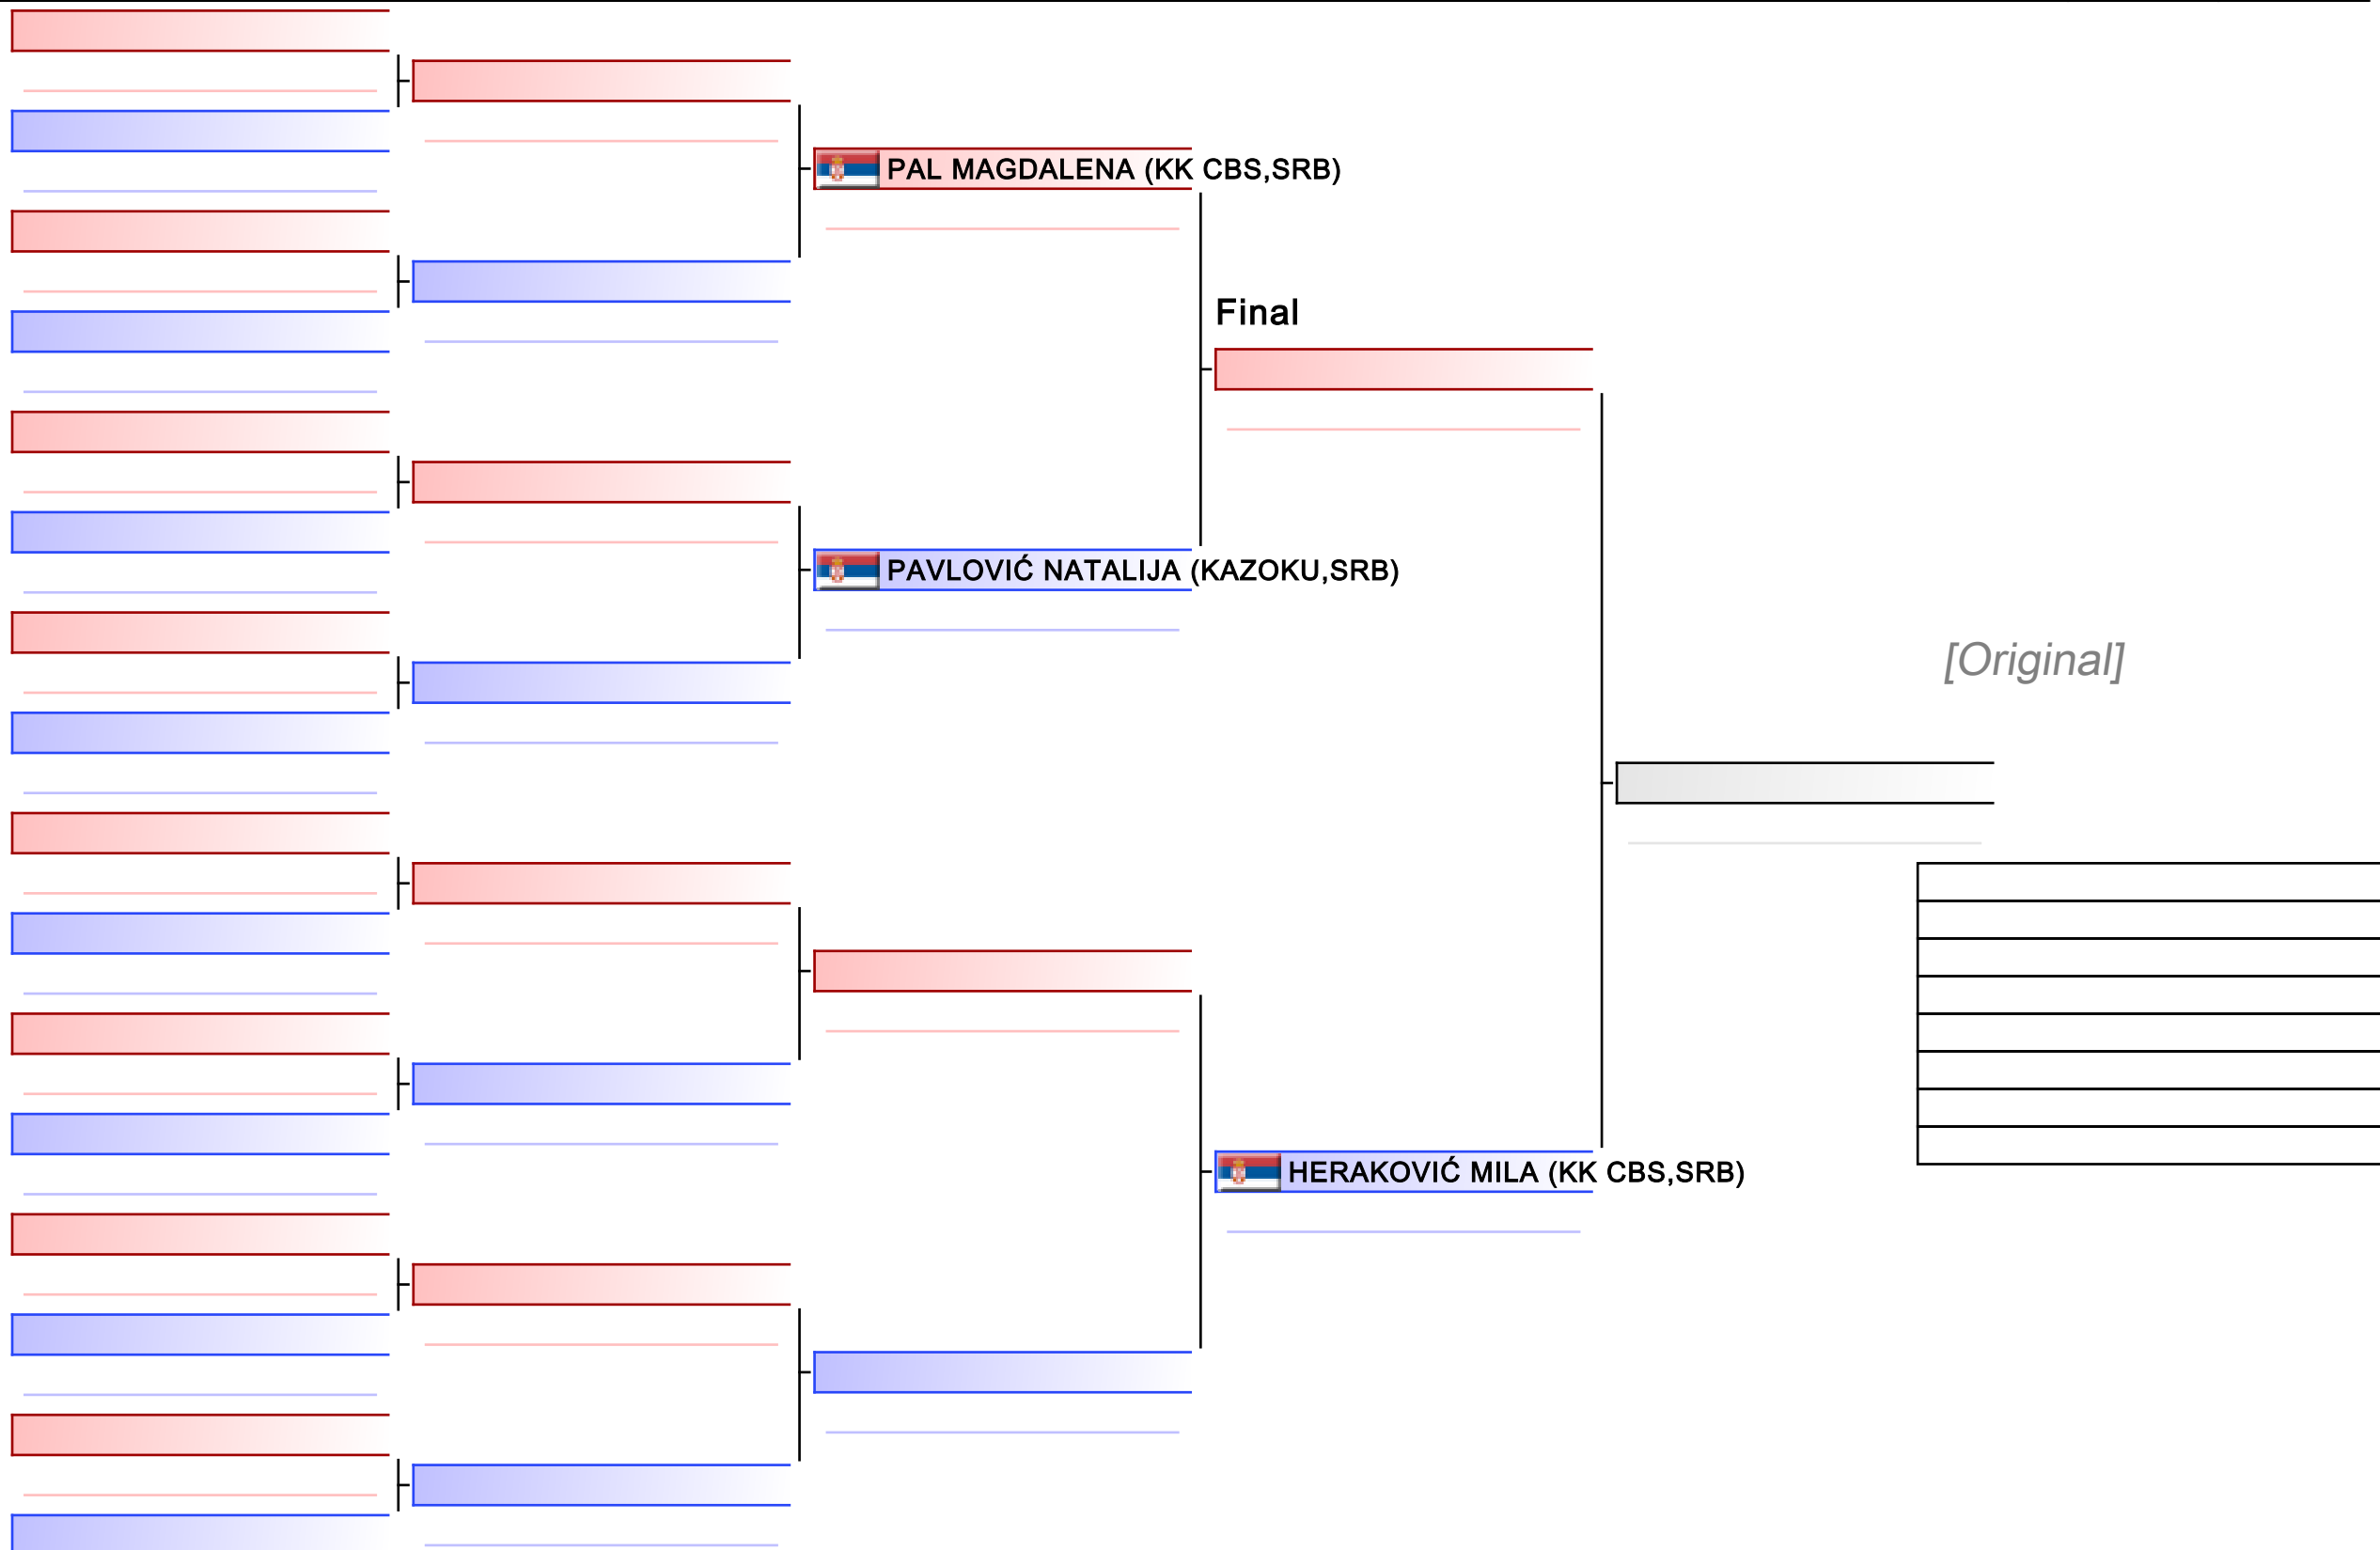 PAL MAGDALENA (KK CBS,SRB)
Final
PAVLOVIĆ NATALIJA (KAZOKU,SRB)
[Original]
HERAKOVIĆ MILA (KK CBS,SRB)